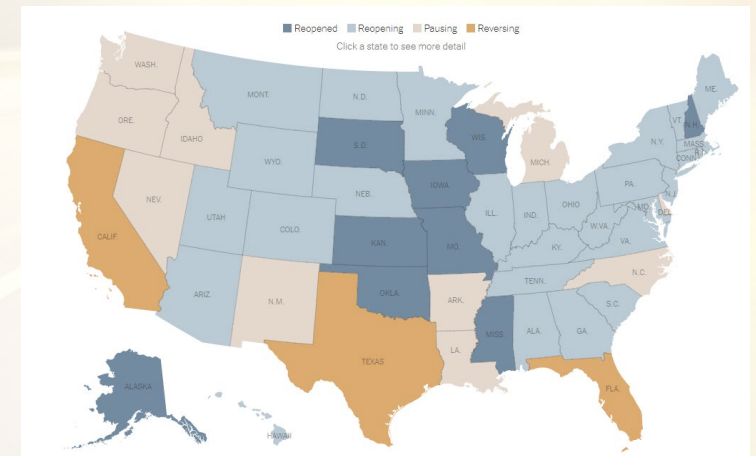 Reopened Reopening Pausing Reversing
Click a state to see more detail
WASH.
ME.
MONT.
N.D.
MINN.
VT. N.H.
ORE.
IDAHO
S.D.
WIS.
N.Y.
MASS.
R.I.
CONN.
WYO.
MICH.
IOWA
PA.
N.J.
NEB.
NEV.
ILL. IND. OHIO
MD.
DEL.
UTAH
COLO.
W.VA.
VA.
CALIF.
KAN.
MO.
KY.
N.C.
TENN.
ARIZ.
N.M.
OKLA.
ARK.
S.C.
MISS. ALA. GA.
LA.
TEXAS
ALASKA
FLA.
HAWAII